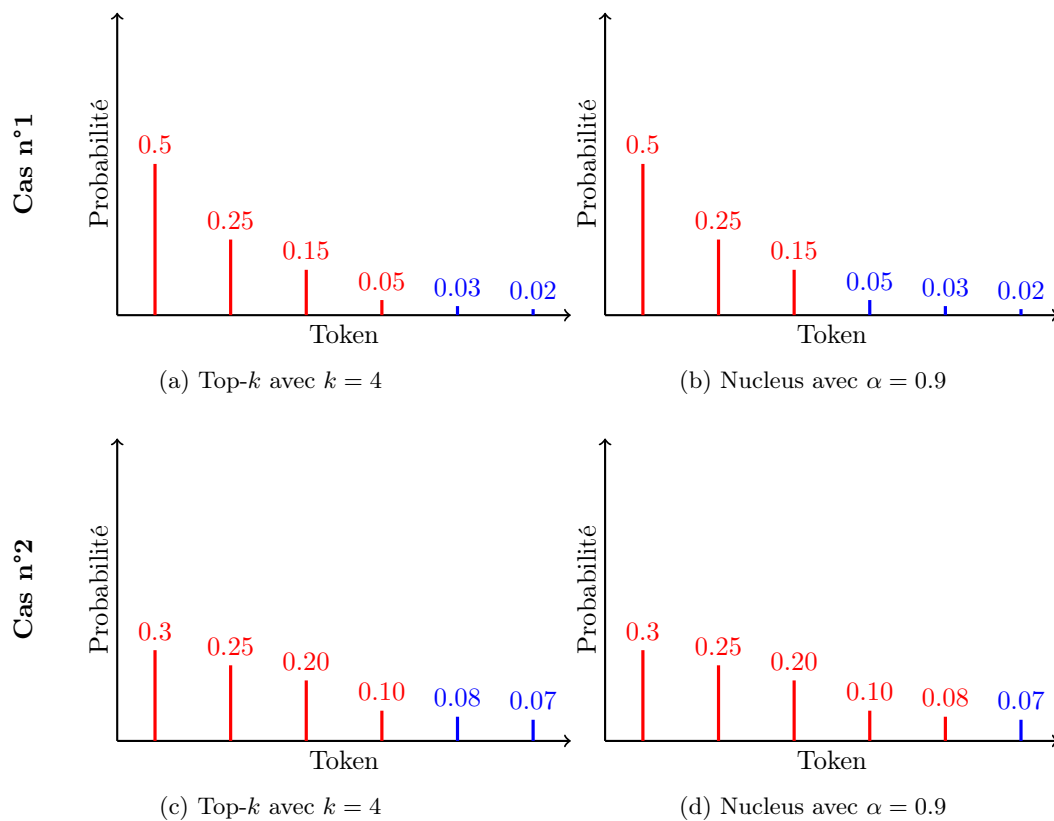 Cas n°1
Probabilité
0.5
0.25
0.15
0.05
0.03
0.02
Token
(a) Top-k avec k = 4
Probabilité
0.5
0.25
0.15
0.05
0.03
0.02
Token
(b) Nucleus avec α = 0.9
Cas n°2
Probabilité
0.3
0.25
0.20
0.10
0.08
0.07
Token
(c) Top-k avec k = 4
Probabilité
0.3
0.25
0.20
0.10
0.08
0.07
Token
(d) Nucleus avec α = 0.9